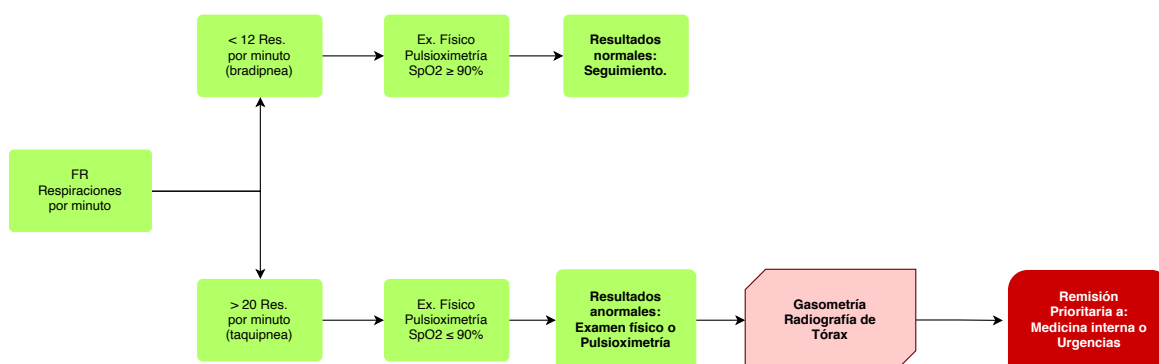 < 12 Res.
por minuto
(bradipnea)
Ex. Físico
Pulsioximetría
SpO2 ≥ 90%
Resultados
normales:
Seguimiento.
FR
Respiraciones
por minuto
> 20 Res.
por minuto
(taquipnea)
Ex. Físico
Pulsioximetría
SpO2 ≤ 90%
Resultados
anormales:
Examen físico o
Pulsioximetría
Gasometría
Radiografía de
Tórax
Remisión
Prioritaria a:
Medicina interna o
Urgencias